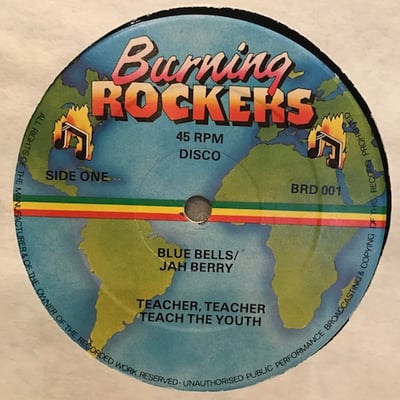 Burning
ROCKERS
45 RPM
DISCO
SIDE ONE...
BRD 001
BLUE BELLS/
JAH BERRY
TEACHER, TEACHER
TEACH THE YOUTH
ALL RIGHTS OF THE MANUFACTURER & OF THE OWNER OF THE RECORDED WORK RESERVED - UNAUTHORISED PUBLIC PERFORMANCE BROADCASTING & COPYING OF THIS RECORD PROHIBITED